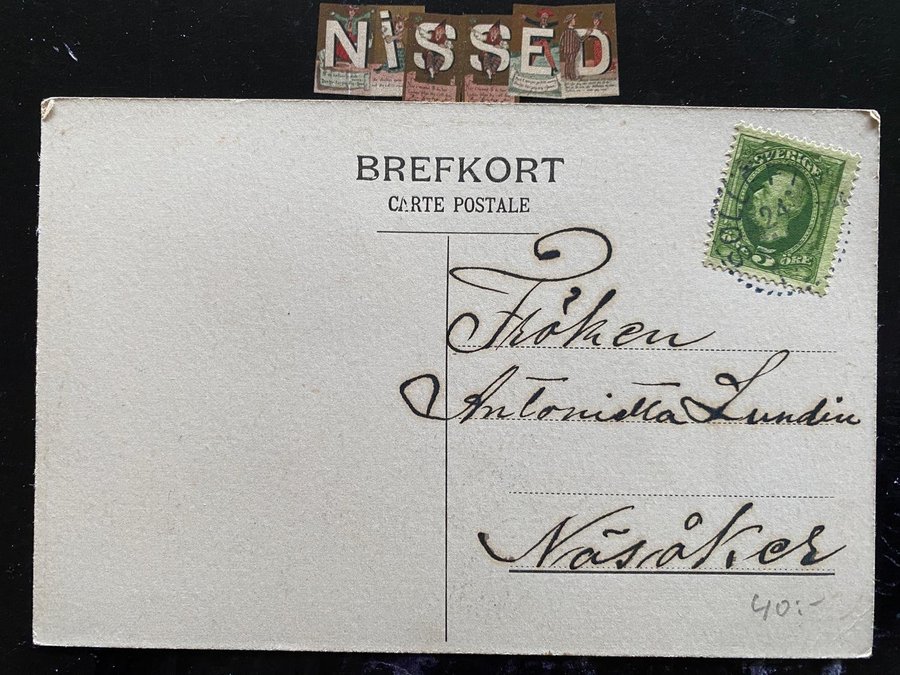 NiSSED
BREFKORT
CARTE POSTALE
SVERIGE
24
5 ÖRE
Fröken
Antonietta Lundin
Näsåker
40:-